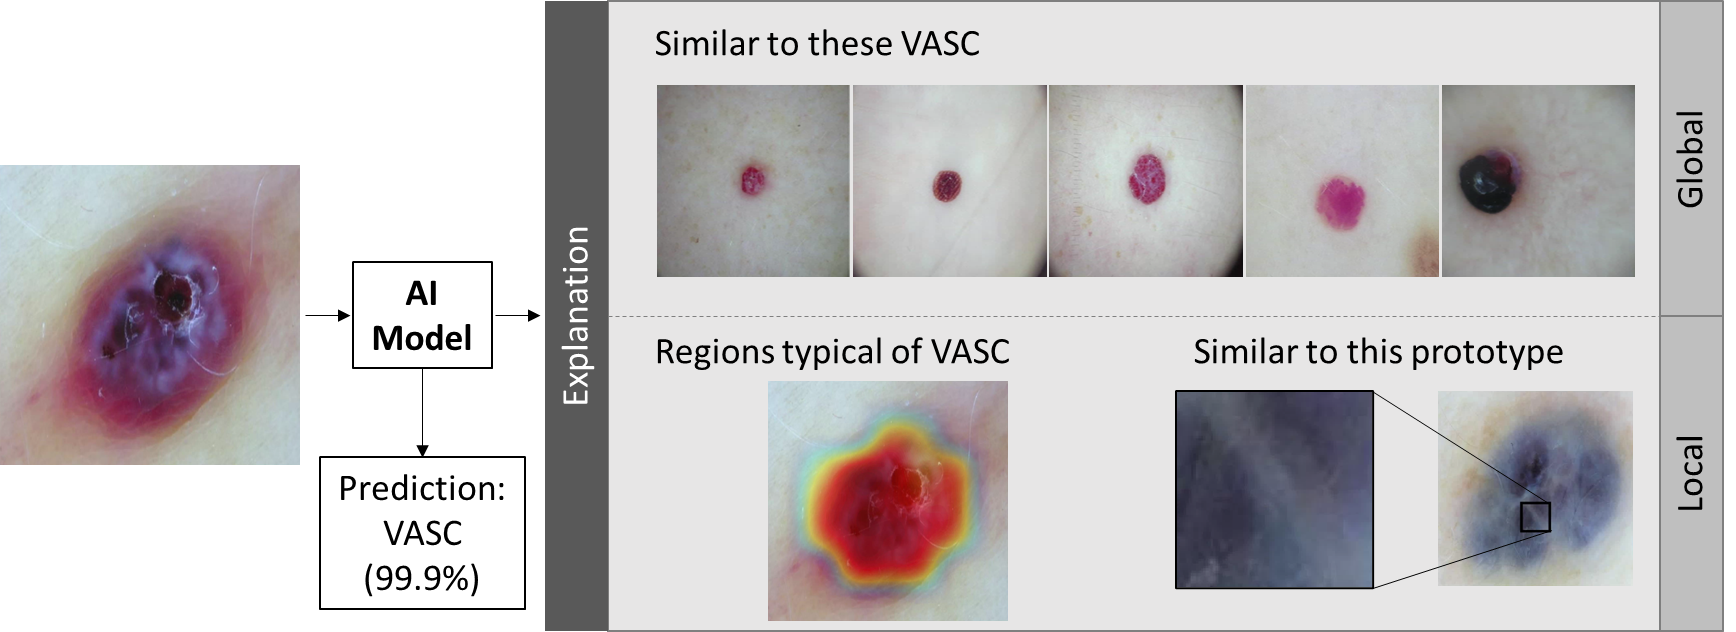 AI
Model
Prediction:
VASC
(99.9%)
Explanation
Similar to these VASC
Global
Regions typical of VASC
Similar to this prototype
Local